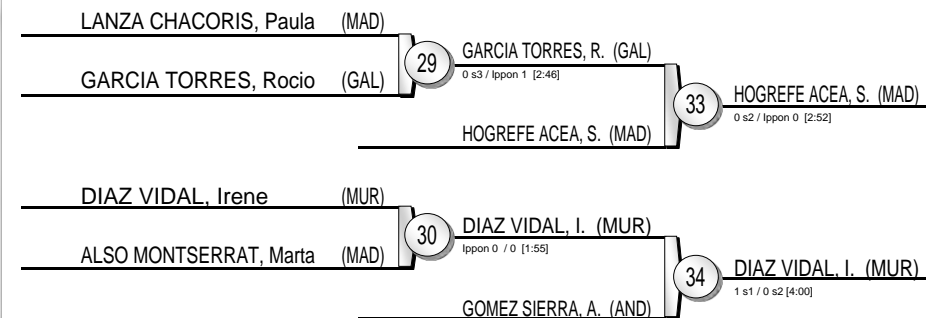 LANZA CHACORIS, Paula (MAD)
29
GARCIA TORRES, R. (GAL)
0 s3 / Ippon 1 [2:46]
GARCIA TORRES, Rocio (GAL)
33
HOGREFE ACEA, S. (MAD)
0 s2 / Ippon 0 [2:52]
HOGREFE ACEA, S. (MAD)
DIAZ VIDAL, Irene (MUR)
30
DIAZ VIDAL, I. (MUR)
Ippon 0 / 0 [1:55]
ALSO MONTSERRAT, Marta (MAD)
34
DIAZ VIDAL, I. (MUR)
1 s1 / 0 s2 [4:00]
GOMEZ SIERRA, A. (AND)